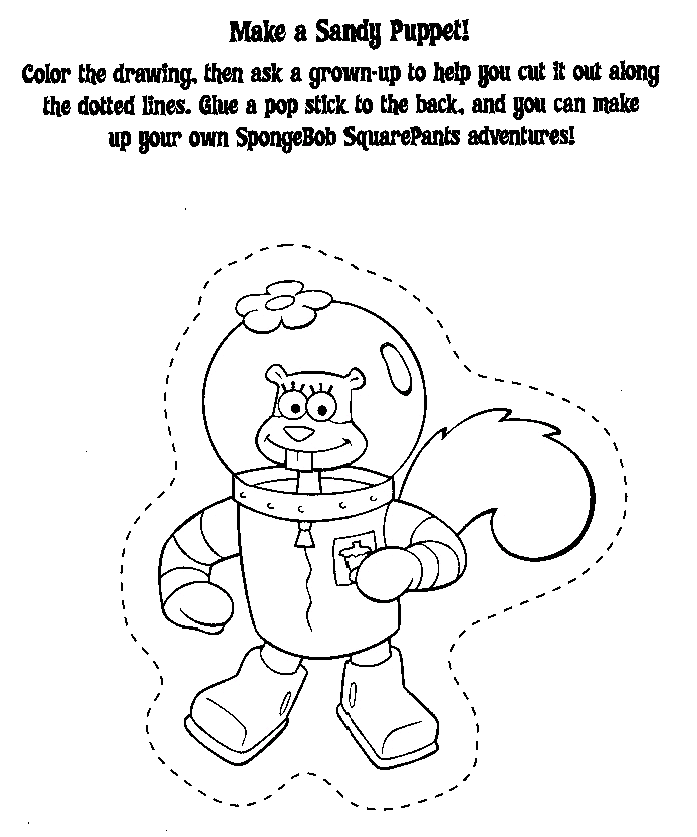 Make a Sandy Puppet!
Color the drawing, then ask a grown-up to help you cut it out along
the dotted lines. Glue a pop stick to the back, and you can make
up your own SpongeBob SquarePants adventures!